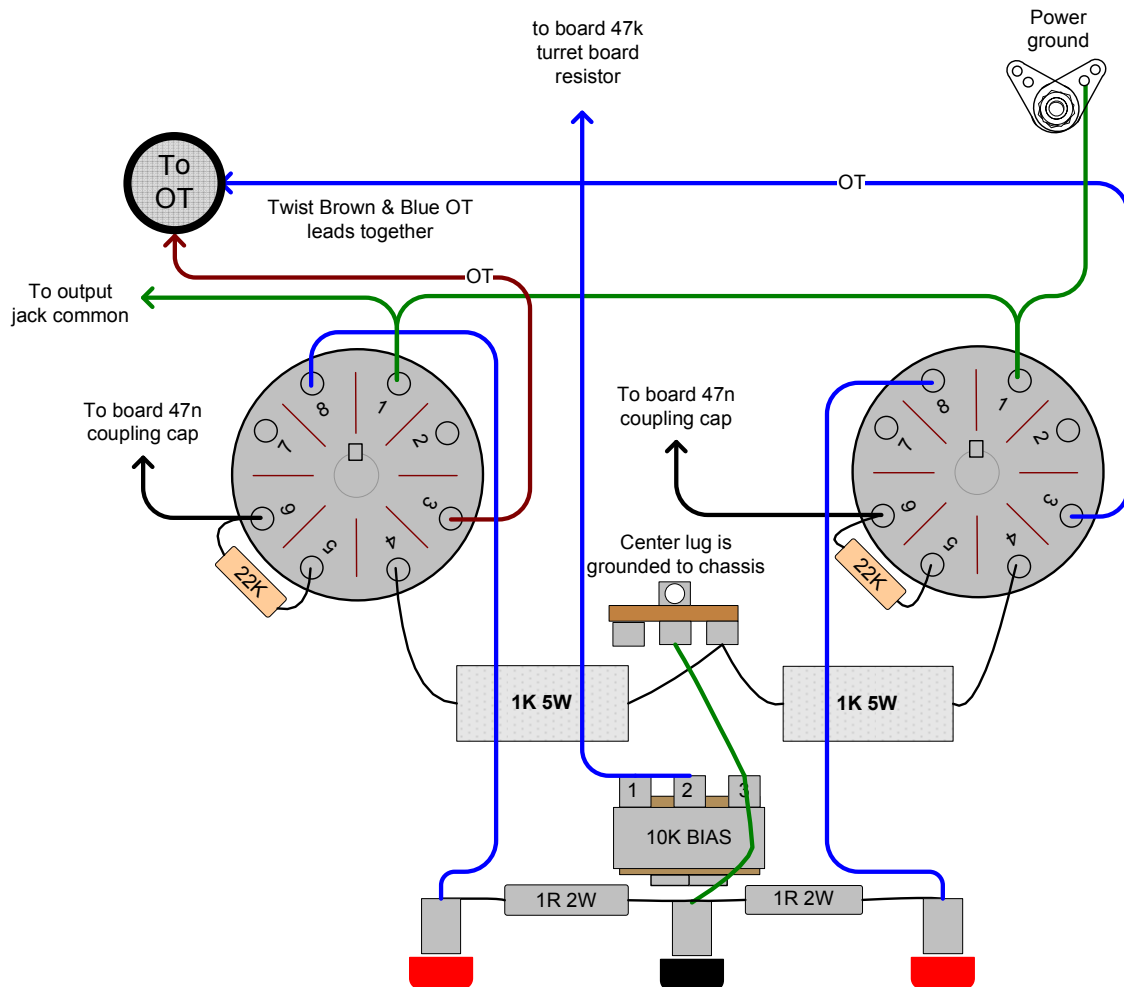 to board 47k
turret board
resistor
Power
ground
To
OT
OT
Twist Brown & Blue OT
leads together
OT
To output
jack common
To board 47n
coupling cap
8
1
7
2
6
3
5
4
22K
To board 47n
coupling cap
8
1
7
2
6
3
5
4
22K
Center lug is
grounded to chassis
1K 5W
1K 5W
1
2
3
10K BIAS
1R 2W
1R 2W